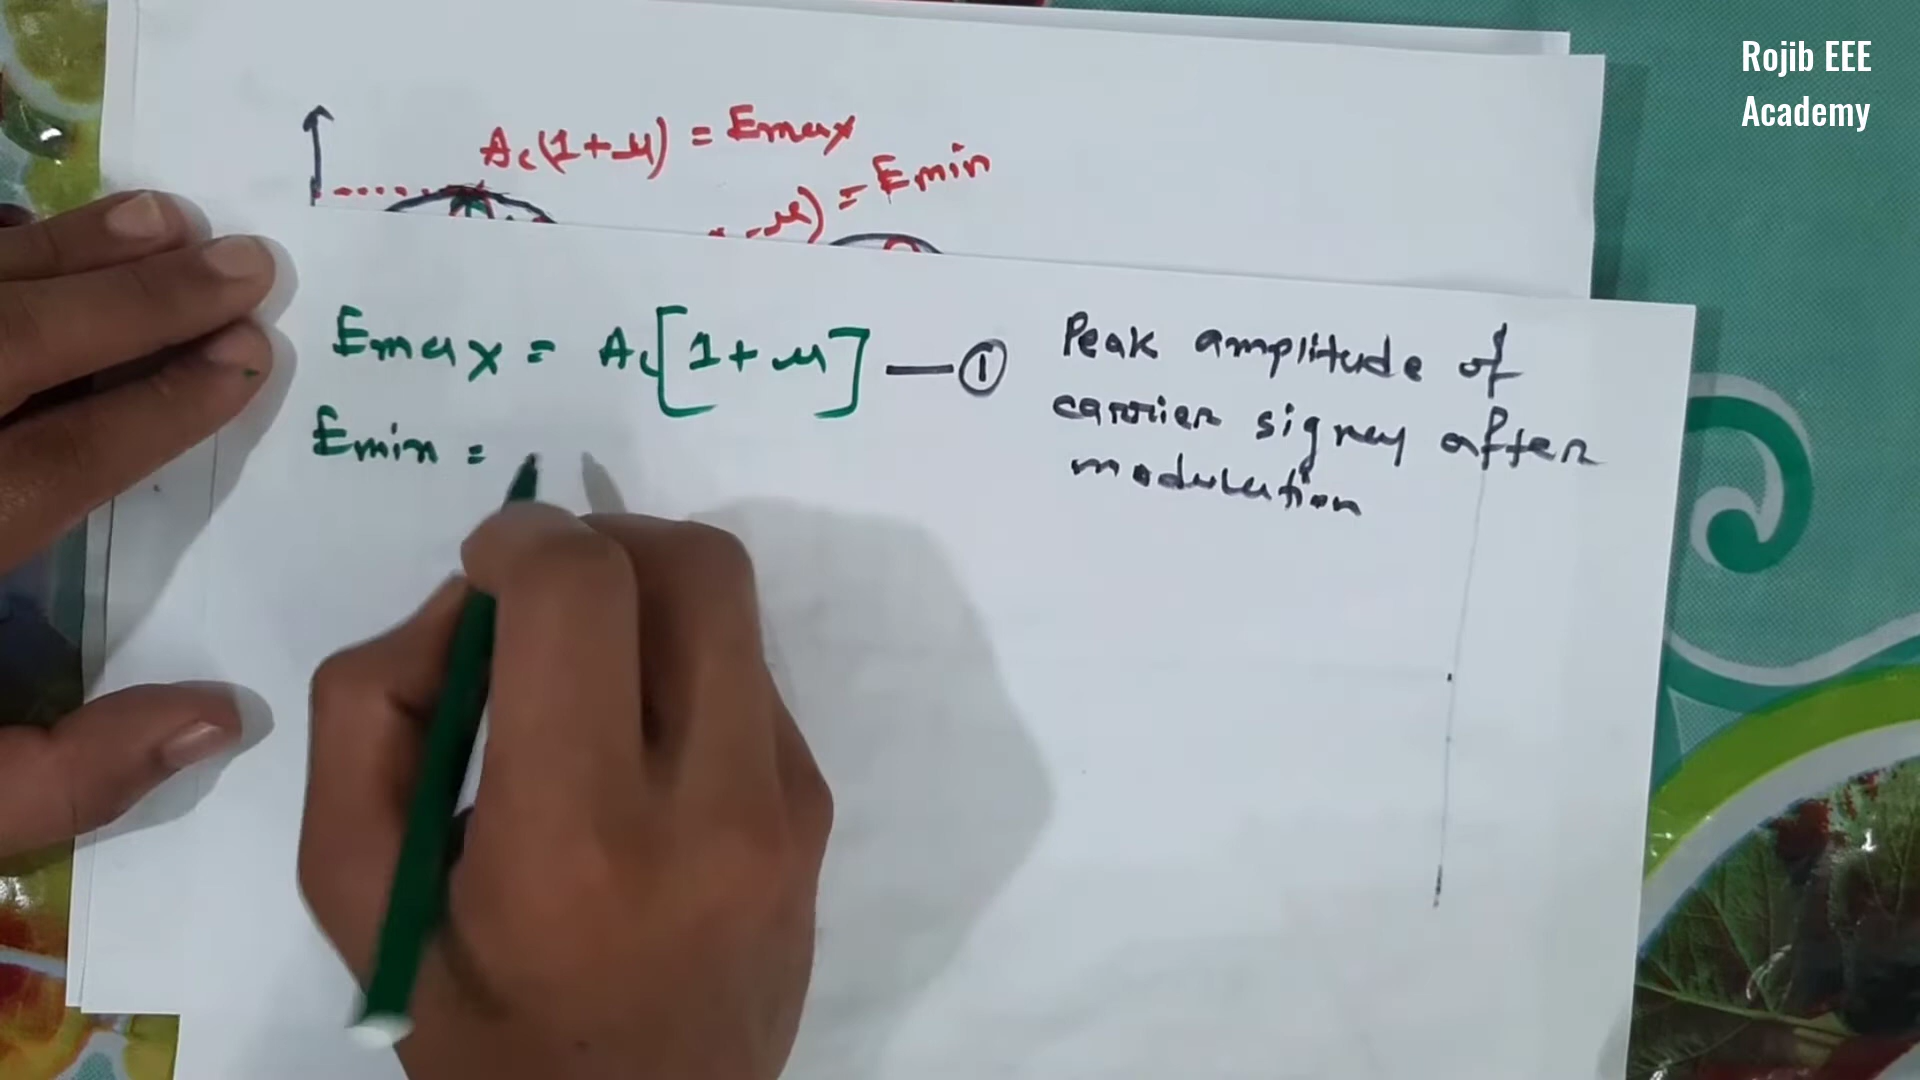 Rojib EEE
Academy
Ac(1+μ) = Emax
μ) = Emin
Emax = Ac[1+μ] — ①
Emin =
Peak amplitude of
carrier signal after
modulation